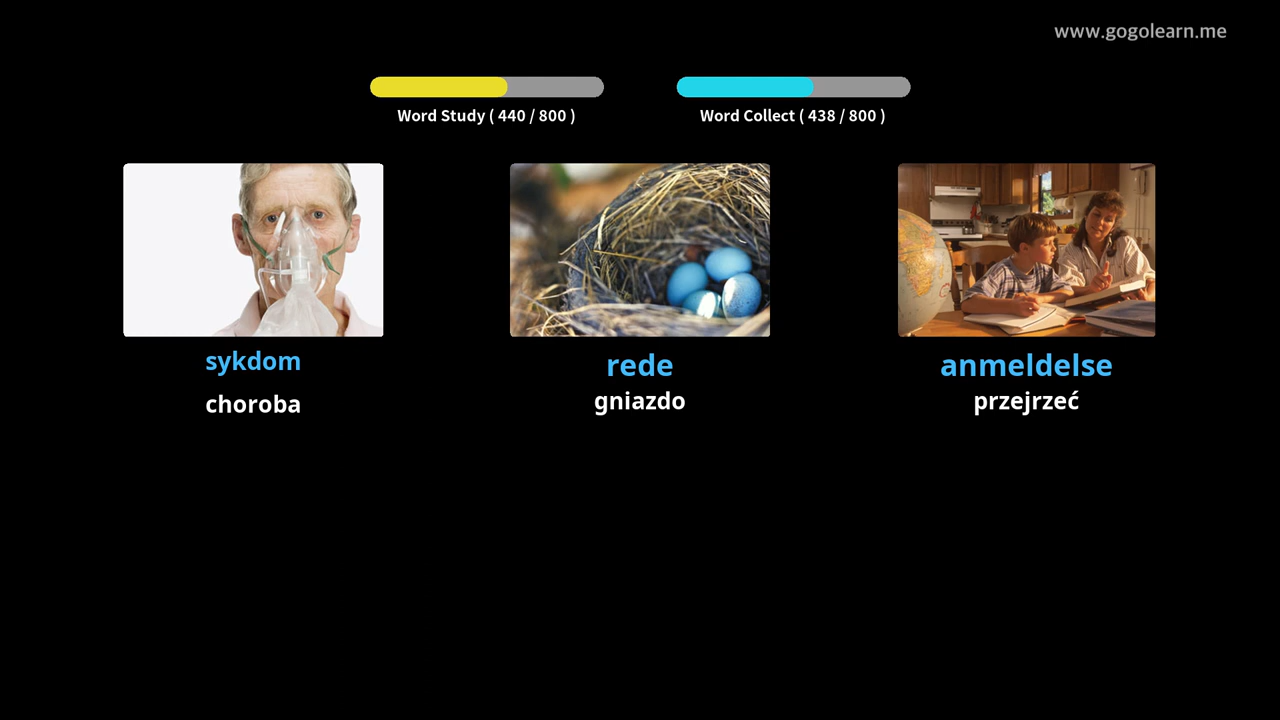 www.gogolearn.me
Word Study ( 440 / 800 )
Word Collect ( 438 / 800 )
sykdom
choroba
rede
gniazdo
anmeldelse
przejrzeć